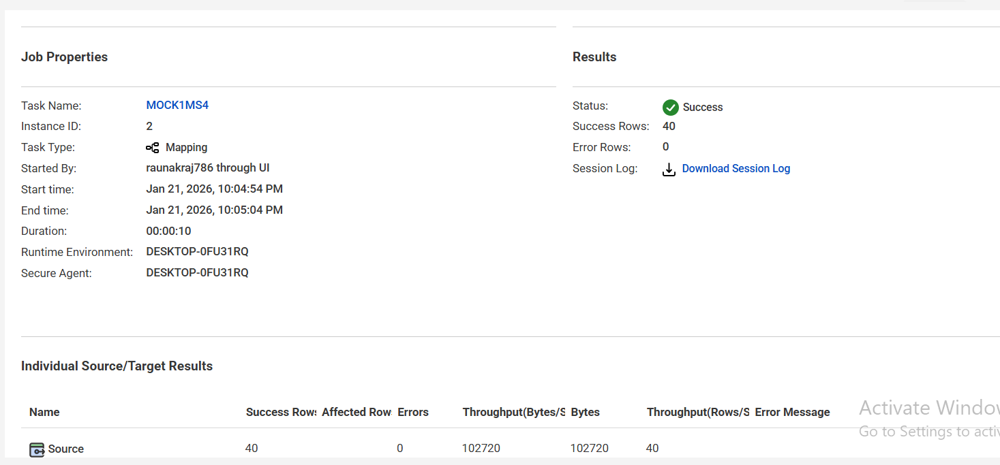 Job Properties
Task Name: MOCK1MS4
Instance ID: 2
Task Type: Mapping
Started By: raunakraj786 through UI
Start time: Jan 21, 2026, 10:04:54 PM
End time: Jan 21, 2026, 10:05:04 PM
Duration: 00:00:10
Runtime Environment: DESKTOP-0FU31RQ
Secure Agent: DESKTOP-0FU31RQ
Results
Status: Success
Success Rows: 40
Error Rows: 0
Session Log: Download Session Log
Individual Source/Target Results
Name Success Rows Affected Row Errors Throughput(Bytes/S Bytes Throughput(Rows/S Error Message
Source 40 0 102720 102720 40
Activate Window
Go to Settings to activ